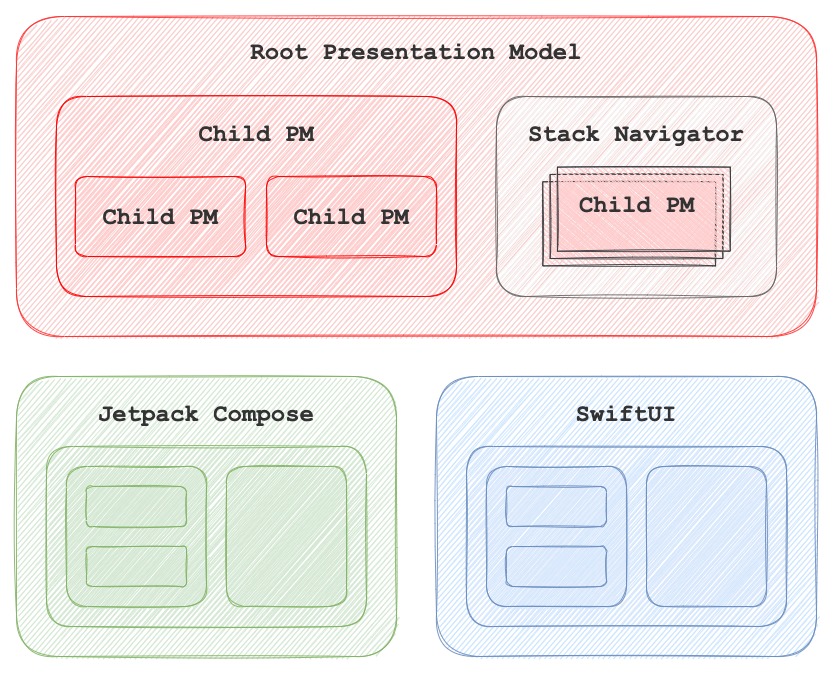 Root Presentation Model
Child PM
Stack Navigator
Child PM
Child PM
Child PM
Jetpack Compose
SwiftUI